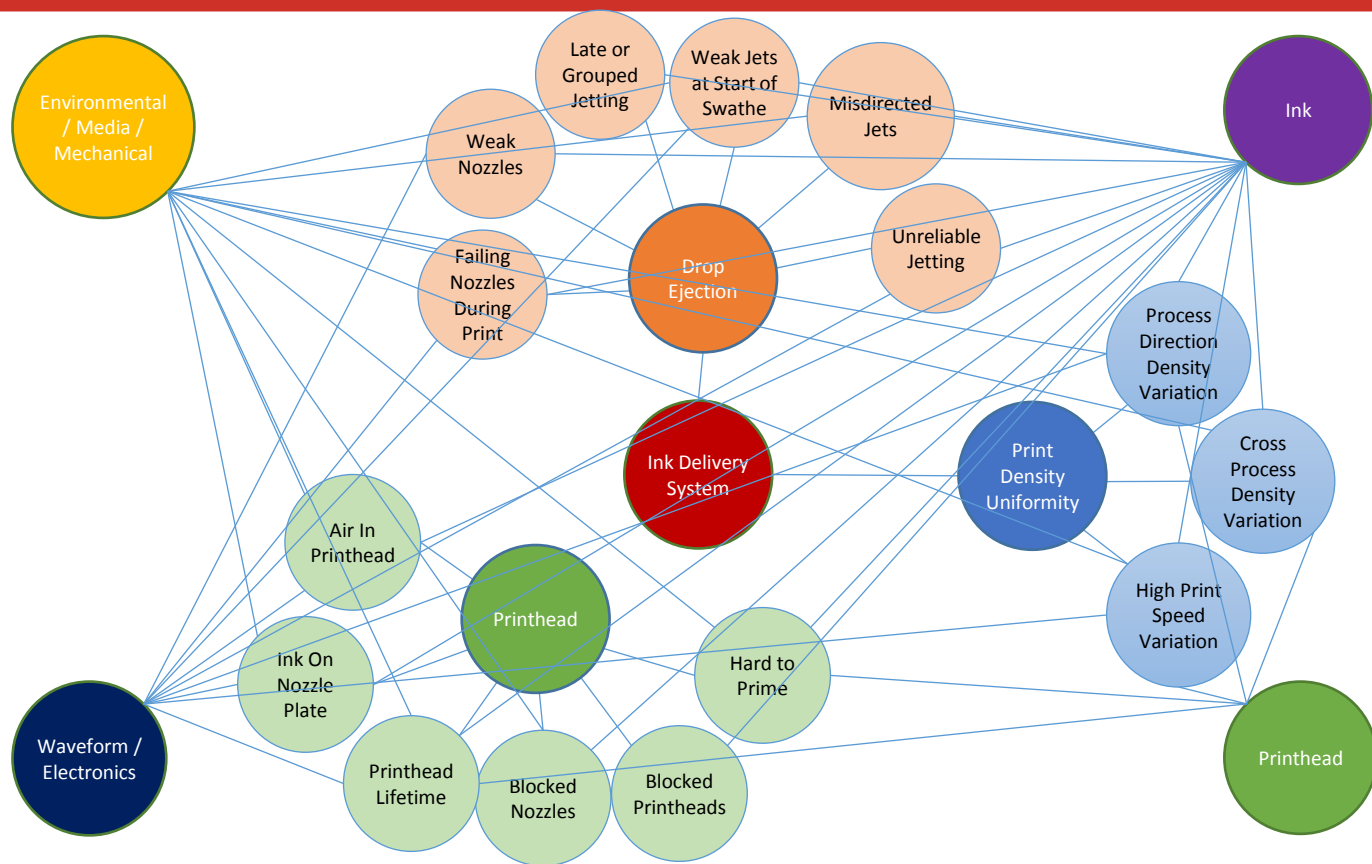 Late or
Grouped
Jetting
Weak Jets
at Start of
Swathe
Environmental
/ Media /
Mechanical
Misdirected
Jets
Ink
Weak
Nozzles
Failing
Nozzles
During
Print
Drop
Ejection
Unreliable
Jetting
Process
Direction
Density
Variation
Ink Delivery
System
Print
Density
Uniformity
Cross
Process
Density
Variation
Air In
Printhead
Printhead
High Print
Speed
Variation
Ink On
Nozzle
Plate
Hard to
Prime
Waveform /
Electronics
Printhead
Lifetime
Blocked
Nozzles
Blocked
Printheads
Printhead